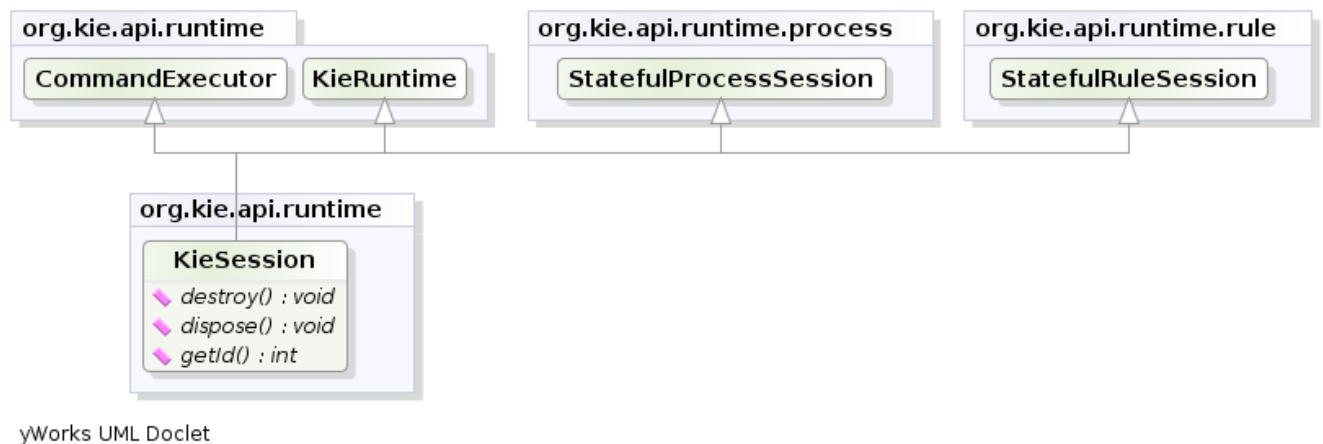 org.kie.api.runtime
CommandExecutor
KieRuntime
org.kie.api.runtime.process
StatefulProcessSession
org.kie.api.runtime.rule
StatefulRuleSession
org.kie.api.runtime
KieSession
destroy() : void
dispose() : void
getId() : int
yWorks UML Doclet